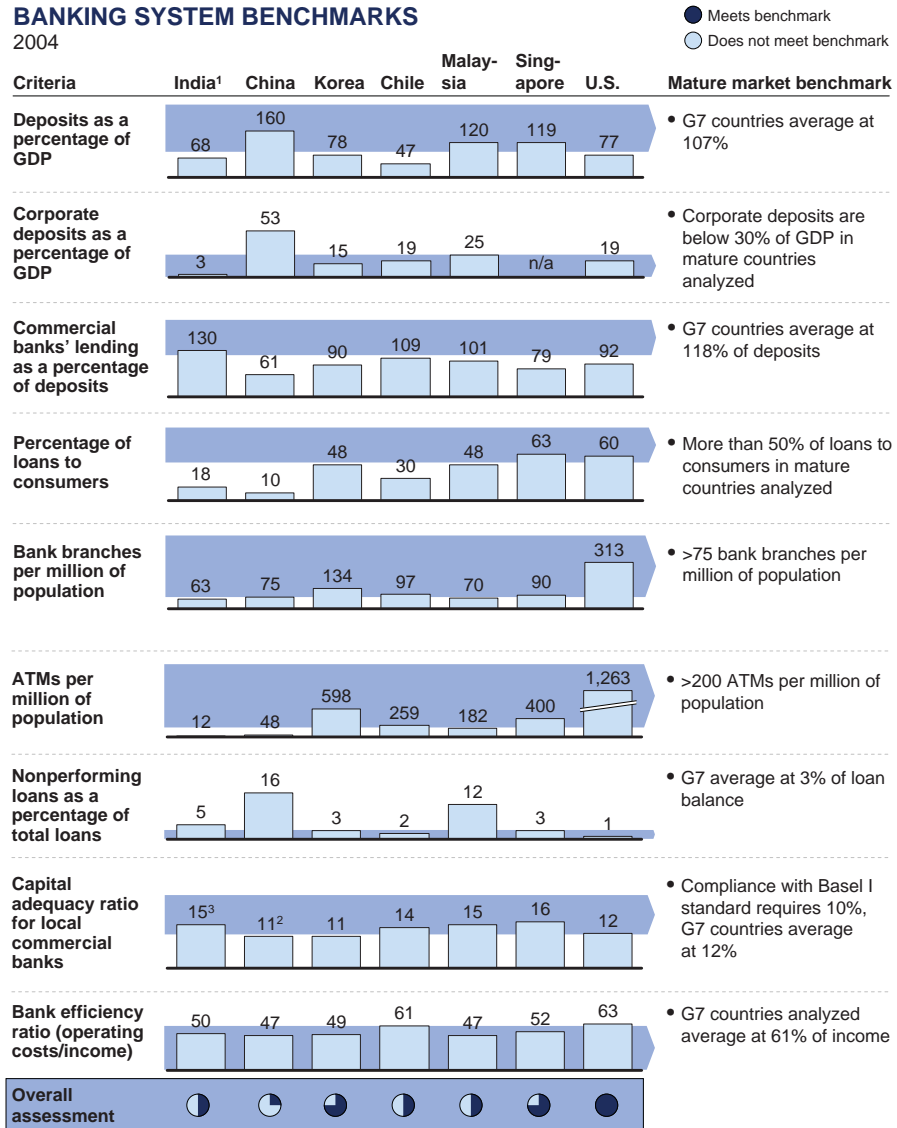 BANKING SYSTEM BENCHMARKS
2004
Meets benchmark
Does not meet benchmark
Criteria India¹ China Korea Chile Malay-sia Sing-apore U.S. Mature market benchmark
Deposits as a
percentage of
GDP
68 160 78 47 120 119 77
• G7 countries average at
107%
Corporate
deposits as a
percentage of
GDP
3 53 15 19 25 n/a 19
• Corporate deposits are
below 30% of GDP in
mature countries
analyzed
Commercial
banks’ lending
as a percentage
of deposits
130 61 90 109 101 79 92
• G7 countries average at
118% of deposits
Percentage of
loans to
consumers
18 10 48 30 48 63 60
• More than 50% of loans to
consumers in mature
countries analyzed
Bank branches
per million of
population
63 75 134 97 70 90 313
• >75 bank branches per
million of population
ATMs per
million of
population
12 48 598 259 182 400 1,263
• >200 ATMs per million of
population
Nonperforming
loans as a
percentage of
total loans
5 16 3 2 12 3 1
• G7 average at 3% of loan
balance
Capital
adequacy ratio
for local
commercial
banks
15³ 11² 11 14 15 16 12
• Compliance with Basel I
standard requires 10%,
G7 countries average
at 12%
Bank efficiency
ratio (operating
costs/income)
50 47 49 61 47 52 63
• G7 countries analyzed
average at 61% of income
Overall
assessment